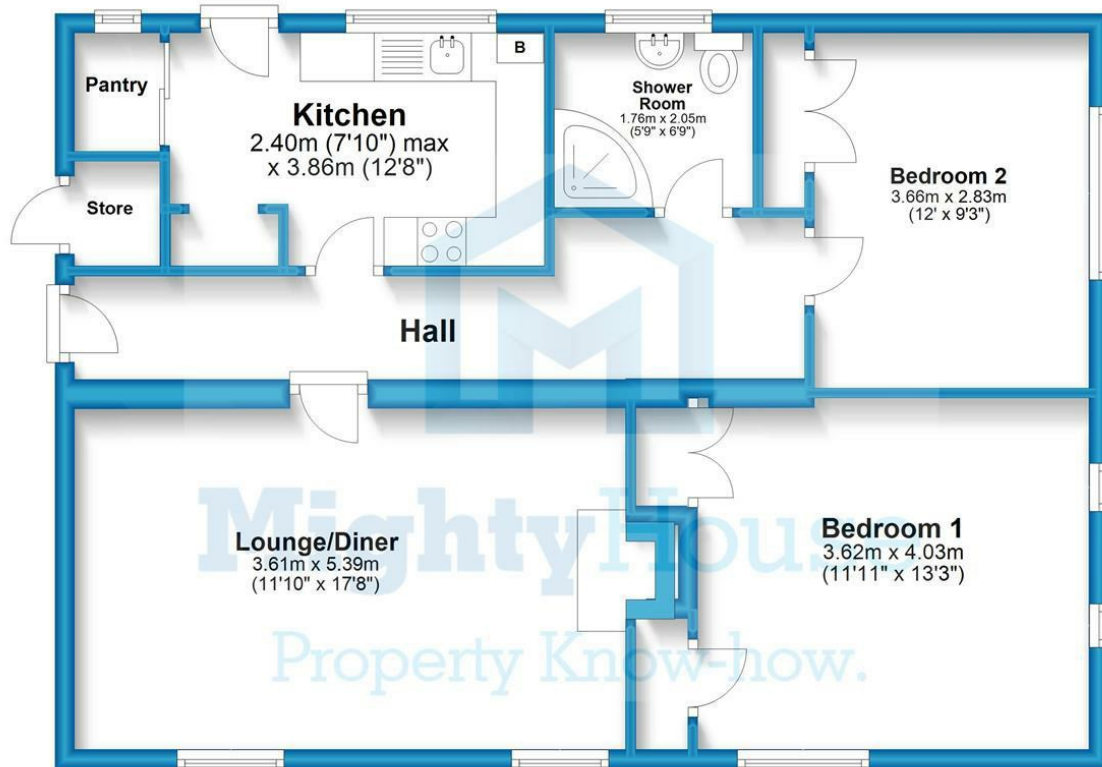 Pantry
Kitchen
2.40m (7'10") max
x 3.86m (12'8")
B
Shower
Room
1.76m x 2.05m
(5'9" x 6'9")
Bedroom 2
3.66m x 2.83m
(12' x 9'3")
Store
Hall
Lounge/Diner
3.61m x 5.39m
(11'10" x 17'8")
Bedroom 1
3.62m x 4.03m
(11'11" x 13'3")
MightyHouse
Property Know-how.